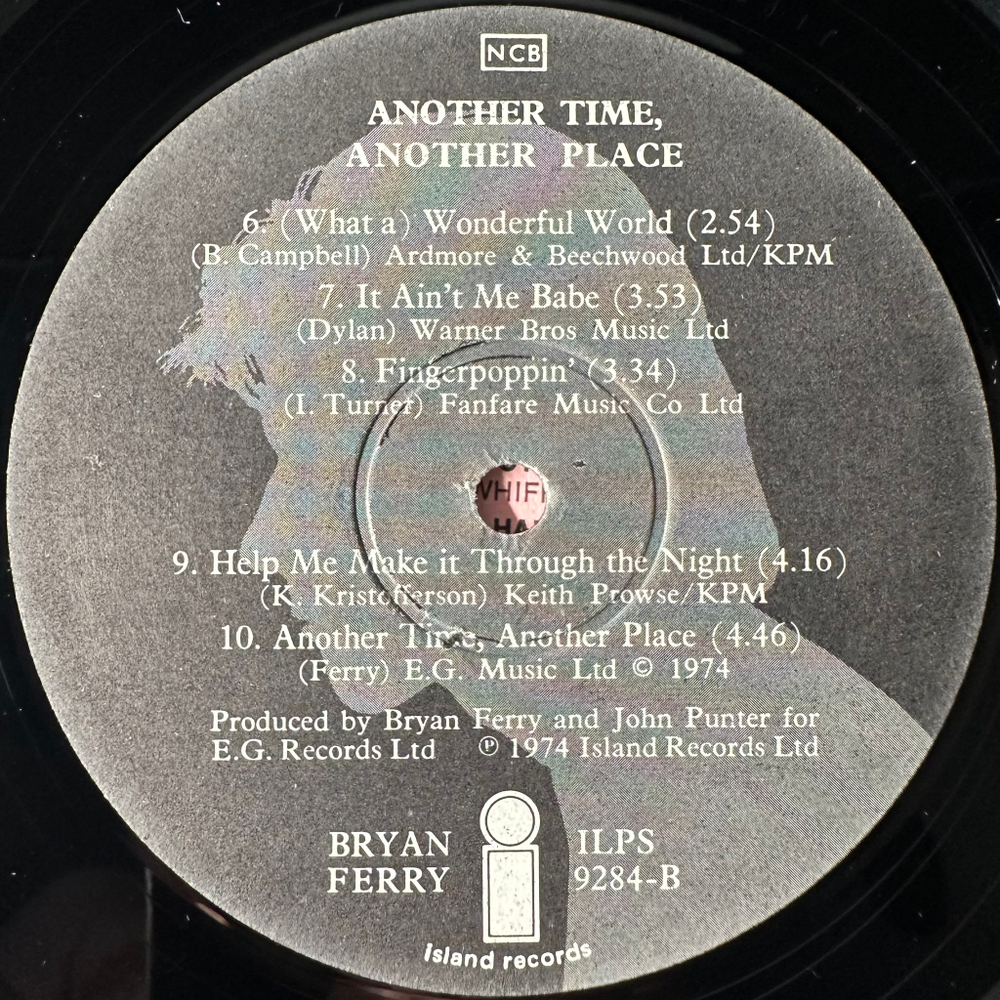 NCB
ANOTHER TIME,
ANOTHER PLACE
6. (What a) Wonderful World (2.54)
(B. Campbell) Ardmore & Beechwood Ltd/KPM
7. It Ain't Me Babe (3.53)
(Dylan) Warner Bros Music Ltd
8. Fingerpoppin' (3.34)
(I. Turner) Fanfare Music Co Ltd
9. Help Me Make it Through the Night (4.16)
(K. Kristofferson) Keith Prowse/KPM
10. Another Time, Another Place (4.46)
(Ferry) E.G. Music Ltd © 1974
Produced by Bryan Ferry and John Punter for
E.G. Records Ltd ℗ 1974 Island Records Ltd
BRYAN
FERRY
ILPS
9284-B
island records